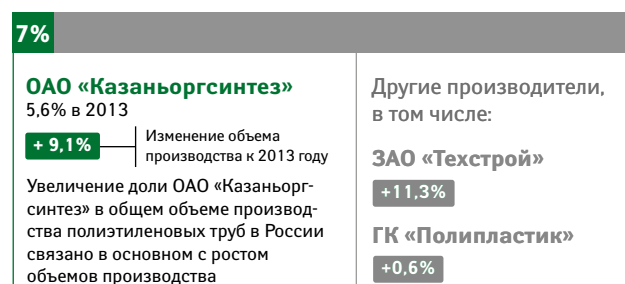 7%
ОАО «Казаньоргсинтез»
5,6% в 2013
+ 9,1%
Изменение объема
производства к 2013 году
Увеличение доли ОАО «Казаньорг-
синтез» в общем объеме производ-
ства полиэтиленовых труб в России
связано в основном с ростом
объемов производства
Другие производители,
в том числе:
ЗАО «Техстрой»
+11,3%
ГК «Полипластик»
+0,6%